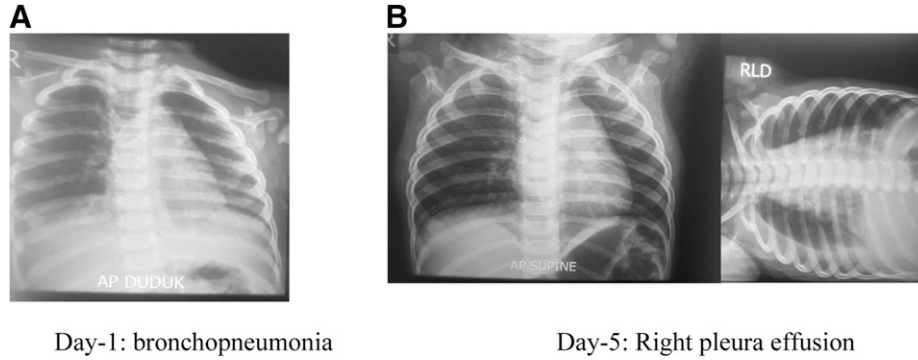 A
B
R
R
RLD
AP DUDUK
AP SUPINE
Day-1: bronchopneumonia
Day-5: Right pleura effusion